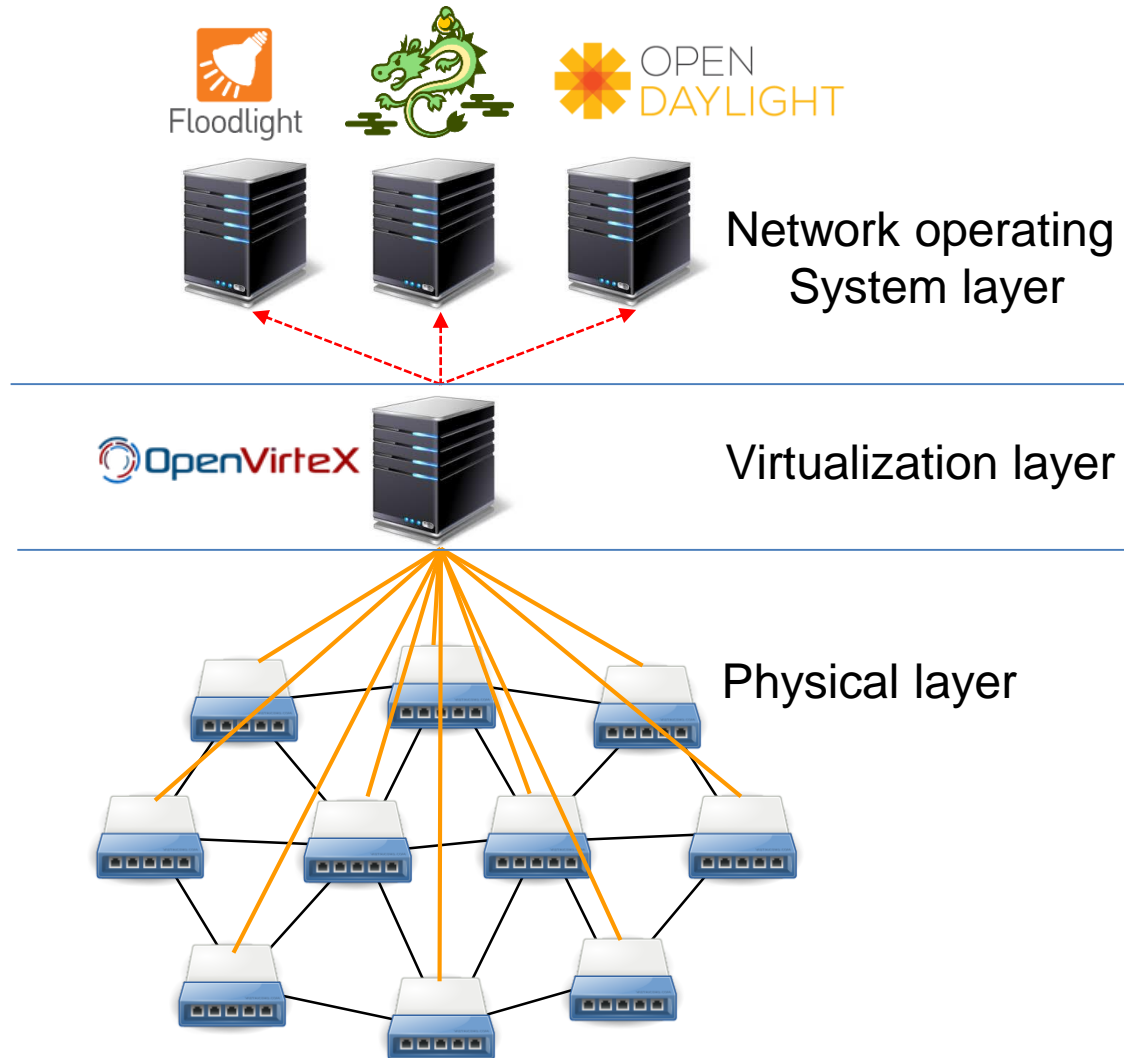 Floodlight
OPEN
DAYLIGHT
Network operating
System layer
OpenVirteX
Virtualization layer
Physical layer